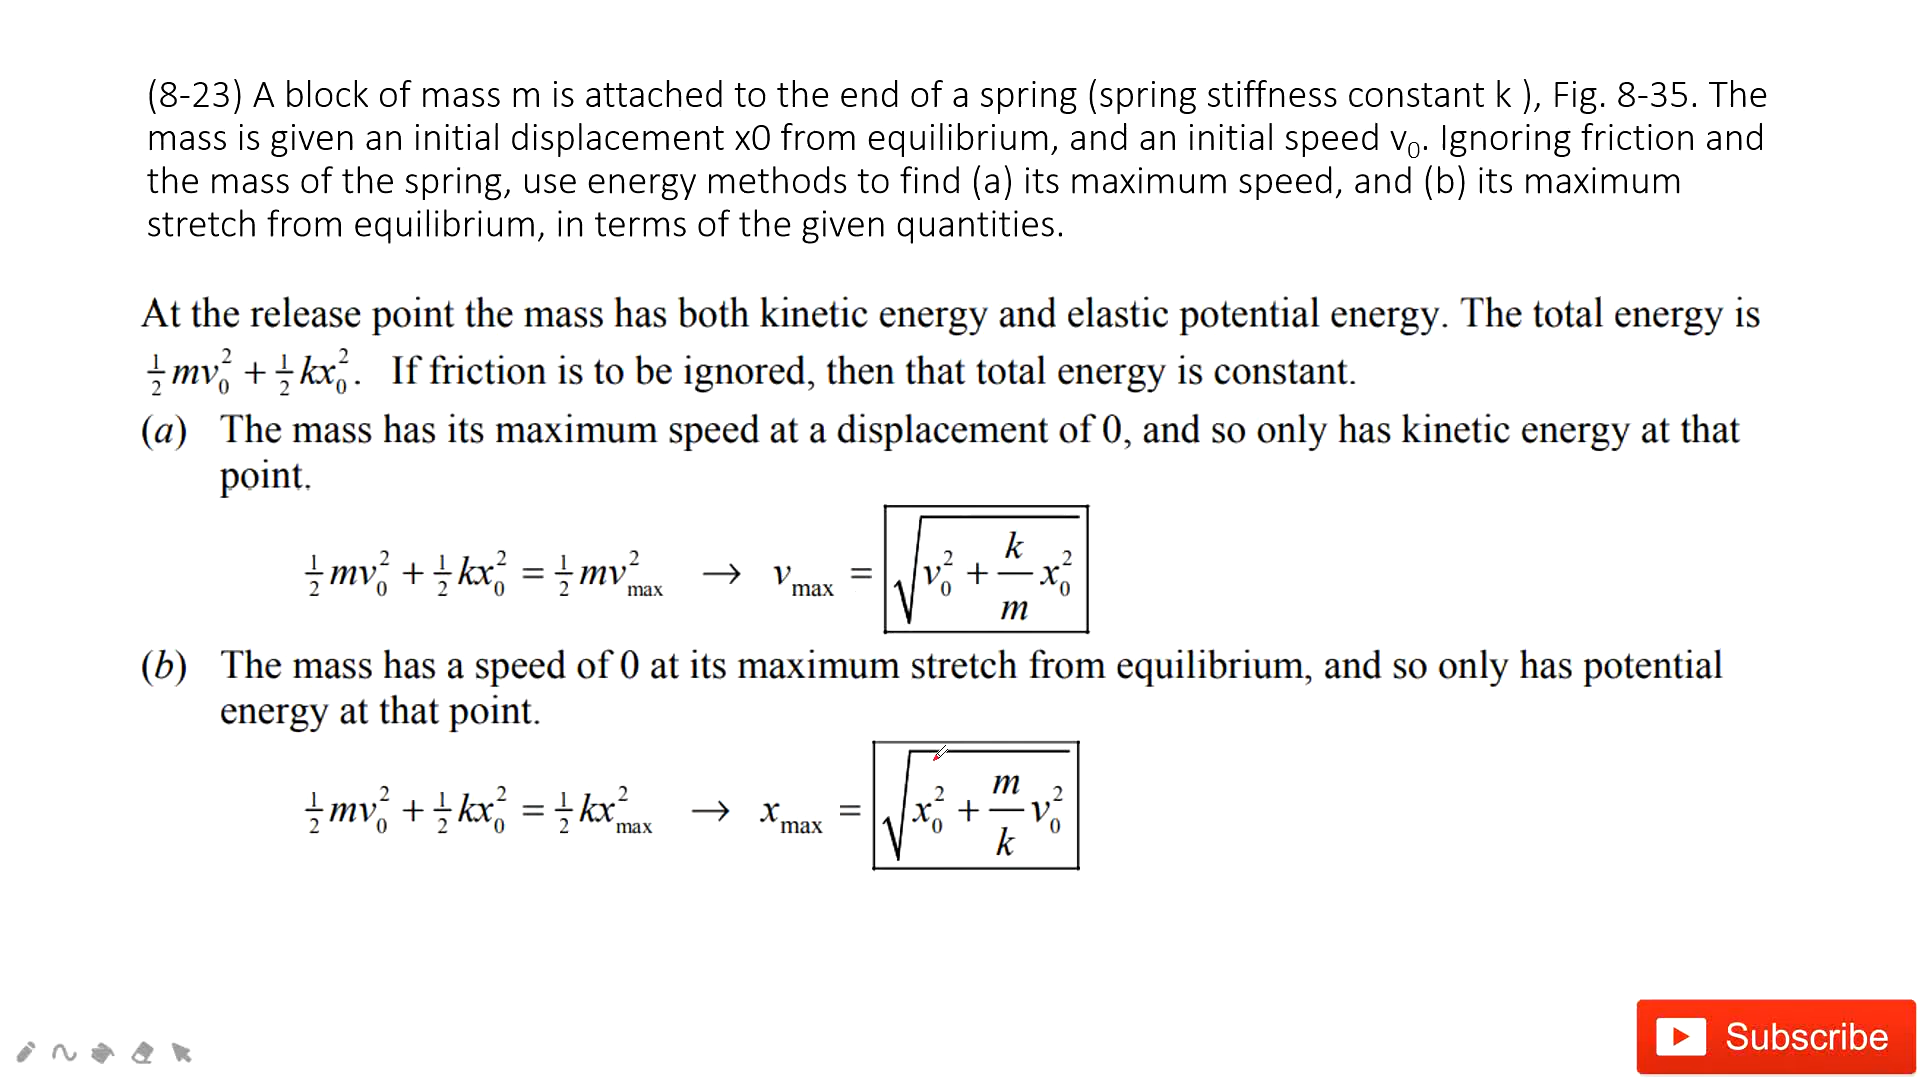 (8-23) A block of mass m is attached to the end of a spring (spring stiffness constant k ), Fig. 8-35. The
mass is given an initial displacement x0 from equilibrium, and an initial speed v₀. Ignoring friction and
the mass of the spring, use energy methods to find (a) its maximum speed, and (b) its maximum
stretch from equilibrium, in terms of the given quantities.
At the release point the mass has both kinetic energy and elastic potential energy. The total energy is
½mv₀² + ½kx₀². If friction is to be ignored, then that total energy is constant.
(a) The mass has its maximum speed at a displacement of 0, and so only has kinetic energy at that
point.
½mv₀² + ½kx₀² = ½mv_max² → v_max = √(v₀² + (k/m)x₀²)
(b) The mass has a speed of 0 at its maximum stretch from equilibrium, and so only has potential
energy at that point.
½mv₀² + ½kx₀² = ½kx_max² → x_max = √(x₀² + (m/k)v₀²)
Subscribe